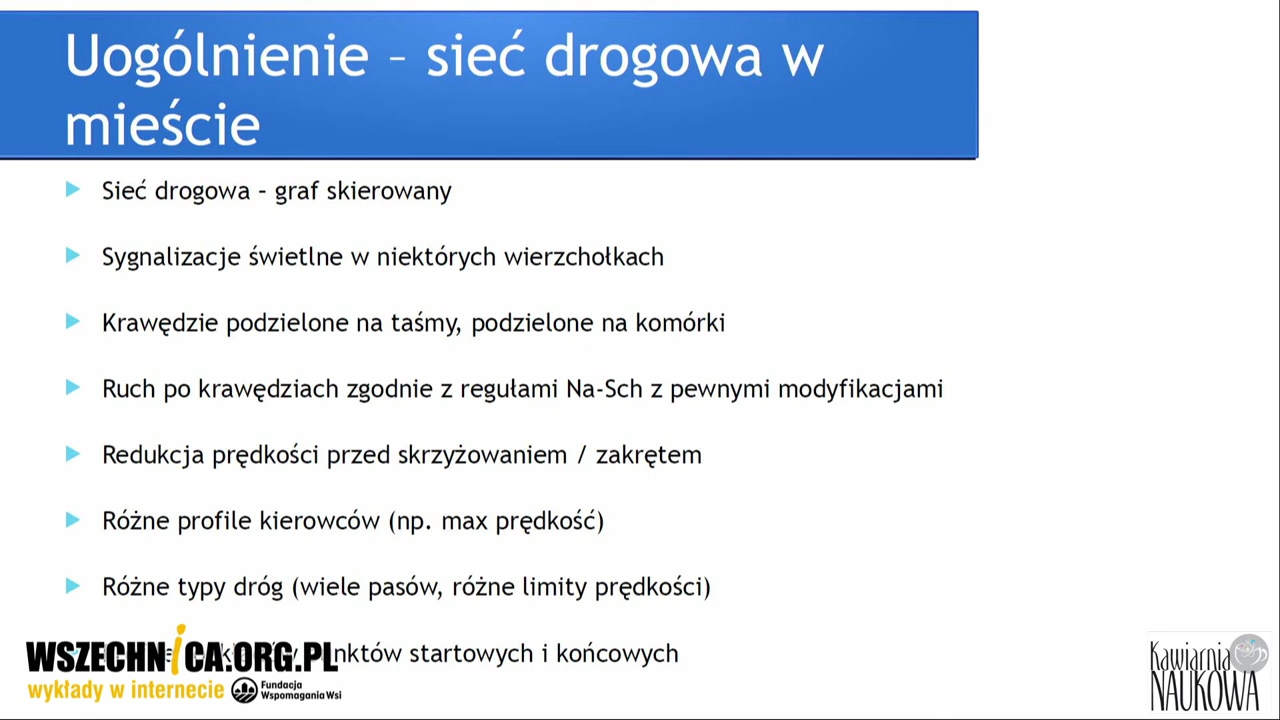 Uogólnienie – sieć drogowa w
mieście
Sieć drogowa – graf skierowany
Sygnalizacje świetlne w niektórych wierzchołkach
Krawędzie podzielone na taśmy, podzielone na komórki
Ruch po krawędziach zgodnie z regułami Na-Sch z pewnymi modyfikacjami
Redukcja prędkości przed skrzyżowaniem / zakrętem
Różne profile kierowców (np. max prędkość)
Różne typy dróg (wiele pasów, różne limity prędkości)
startowych i końcowych
WSZECHNICA.ORG.PL
wykłady w internecie
Fundacja
Wspomagania Wsi
Kawiarnia
NAUKOWA